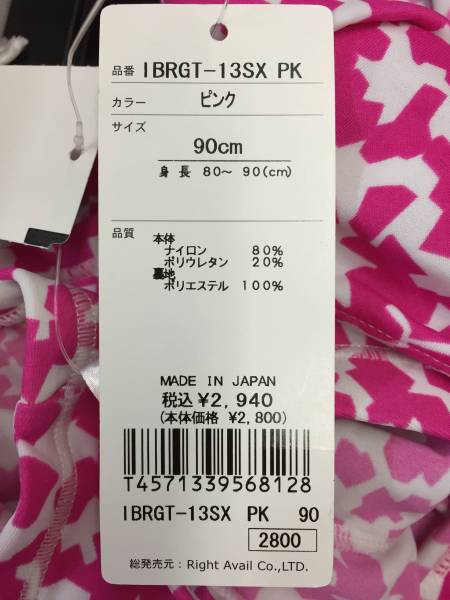 品番 IBRGT-13SX PK
カラー ピンク
サイズ
90cm
身 長 80～ 90(cm)
品質
本体
ナイロン 80%
ポリウレタン 20%
裏地
ポリエステル 100%
MADE IN JAPAN
税込 ¥2,940
(本体価格 ¥2,800)
T4571339568128
IBRGT-13SX PK 90
2800
総発売元：Right Avail Co.,LTD.